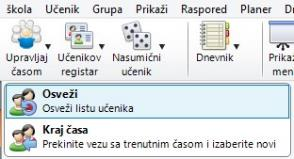 škola Učenik Grupa Prikaži Raspored Planer
Upravljaj časom
Učenikov registar
Nasumični učenik
Dnevnik
Osveži
Osveži listu učenika
Kraj časa
Prekinite vezu sa trenutnim časom i izaberite novi